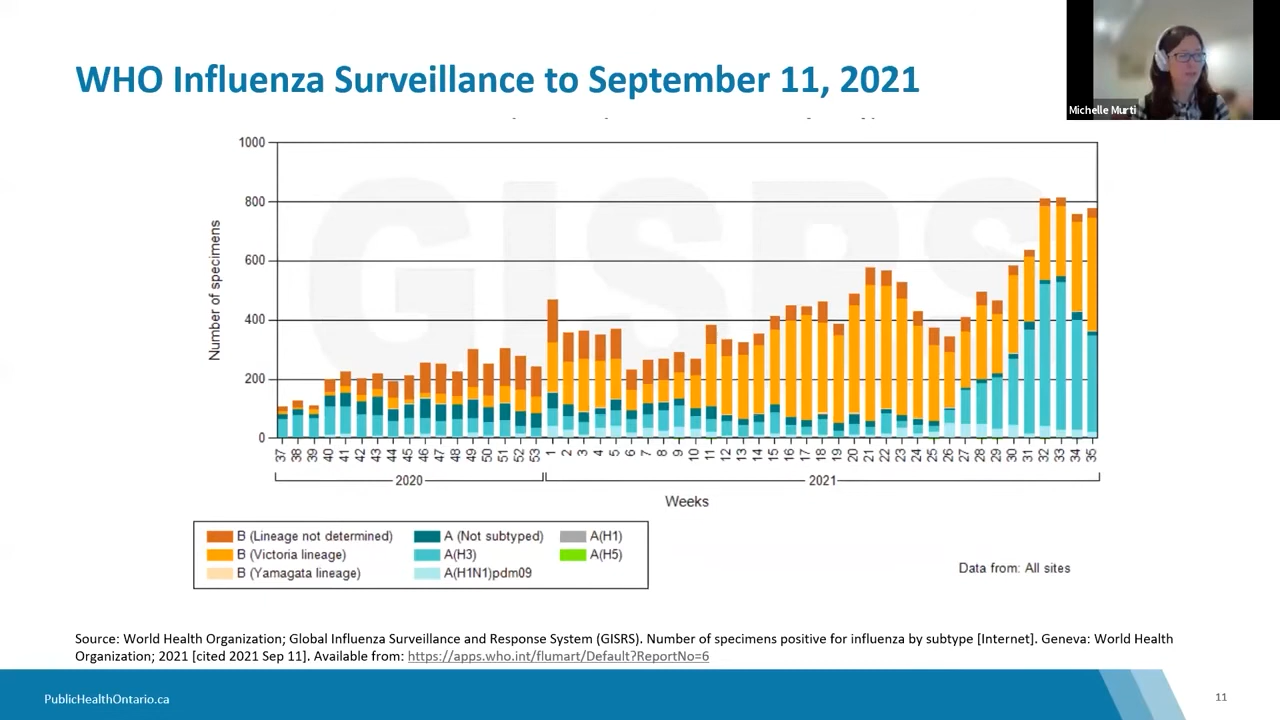 WHO Influenza Surveillance to September 11, 2021
Michelle Murti
GISRS
Number of specimens
1000
800
600
400
200
0
37 38 39 40 41 42 43 44 45 46 47 48 49 50 51 52 53 1 2 3 4 5 6 7 8 9 10 11 12 13 14 15 16 17 18 19 20 21 22 23 24 25 26 27 28 29 30 31 32 33 34 35
2020 2021
Weeks
B (Lineage not determined) A (Not subtyped) A(H1)
B (Victoria lineage) A(H3) A(H5)
B (Yamagata lineage) A(H1N1)pdm09
Data from: All sites
Source: World Health Organization; Global Influenza Surveillance and Response System (GISRS). Number of specimens positive for influenza by subtype [Internet]. Geneva: World Health
Organization; 2021 [cited 2021 Sep 11]. Available from: https://apps.who.int/flumart/Default?ReportNo=6
PublicHealthOntario.ca
11